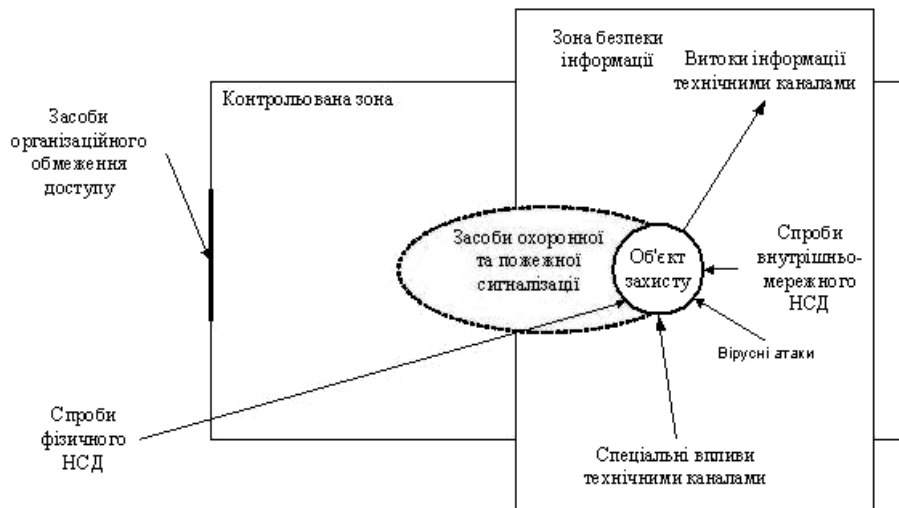 Зона безпеки
інформації
Витоки інформації
технічними каналами
Контрольована зона
Засоби
організаційного
обмеження
доступу
Засоби охоронної
та пожежної
сигналізації
Об'єкт
захисту
Спроби
внутрішньо-
мережного
НСД
Вірусні атаки
Спроби
фізичного
НСД
Спеціальні впливи
технічними каналами